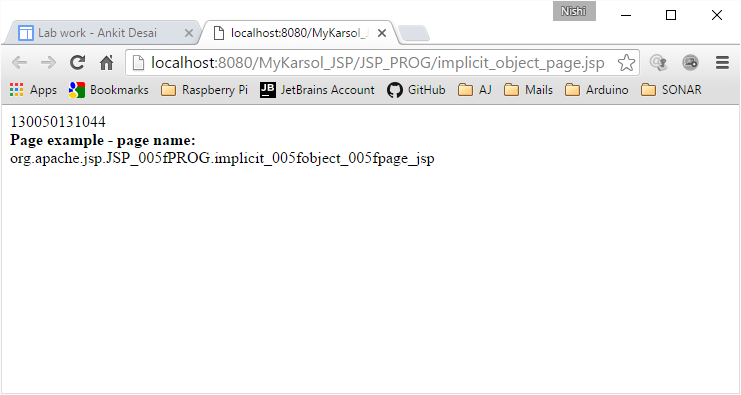 Nishi
Lab work - Ankit Desai
localhost:8080/MyKarsol_J
localhost:8080/MyKarsol_JSP/JSP_PROG/implicit_object_page.jsp
Apps Bookmarks Raspberry Pi JetBrains Account GitHub AJ Mails Arduino SONAR
130050131044
Page example - page name:
org.apache.jsp.JSP_005fPROG.implicit_005fobject_005fpage_jsp